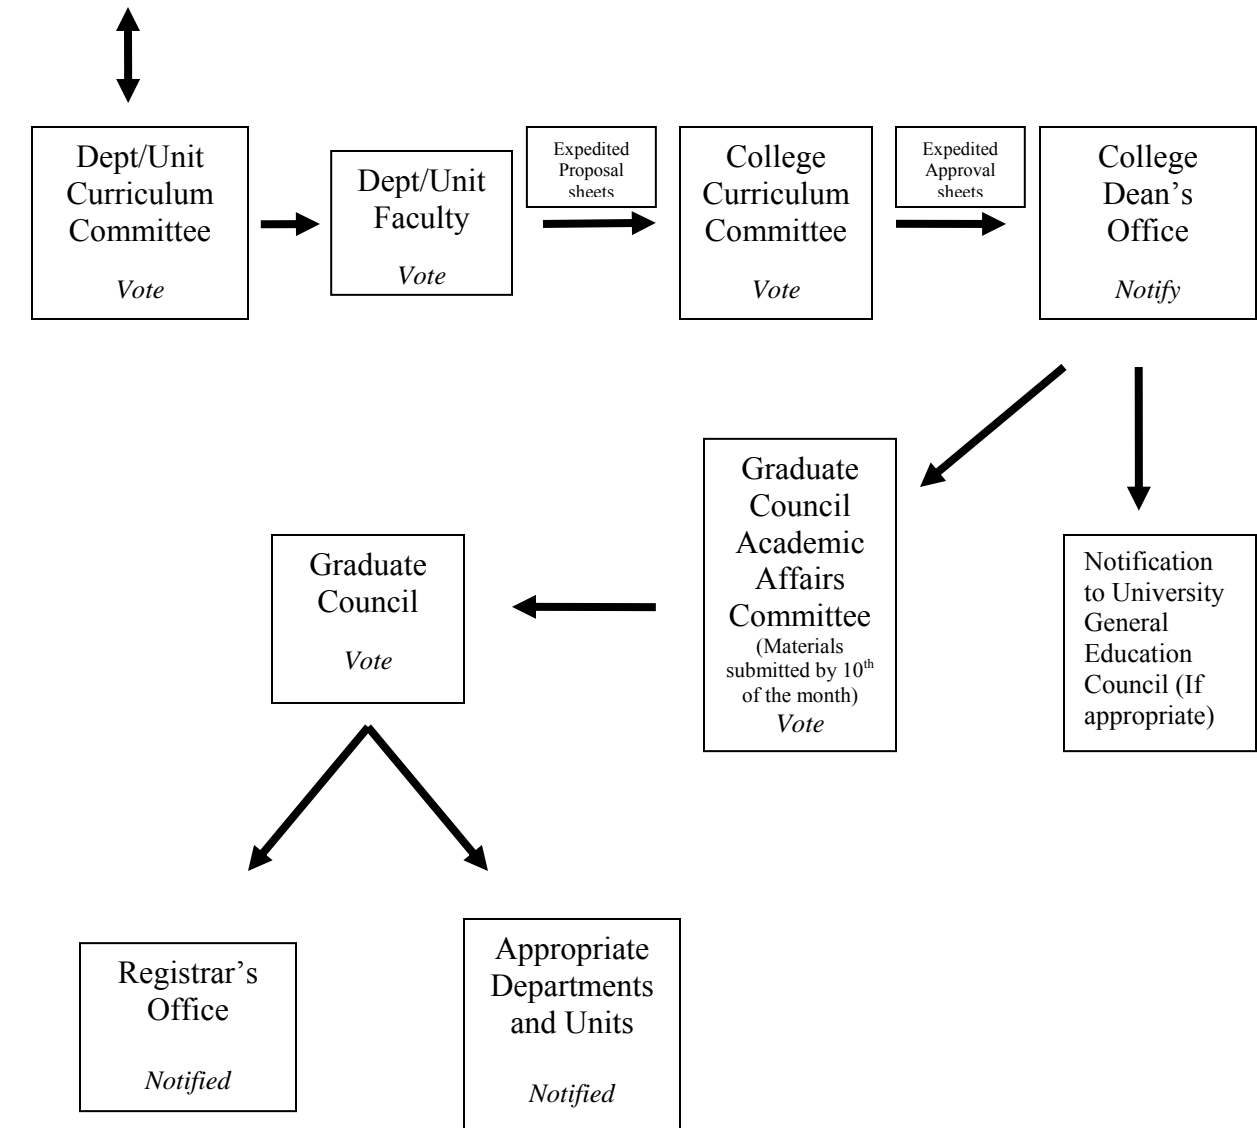 Dept/Unit
Curriculum
Committee
Vote
Dept/Unit
Faculty
Vote
Expedited
Proposal
sheets
College
Curriculum
Committee
Vote
Expedited
Approval
sheets
College
Dean’s
Office
Notify
Graduate
Council
Academic
Affairs
Committee
(Materials
submitted by 10th
of the month)
Vote
Notification
to University
General
Education
Council (If
appropriate)
Graduate
Council
Vote
Registrar’s
Office
Notified
Appropriate
Departments
and Units
Notified